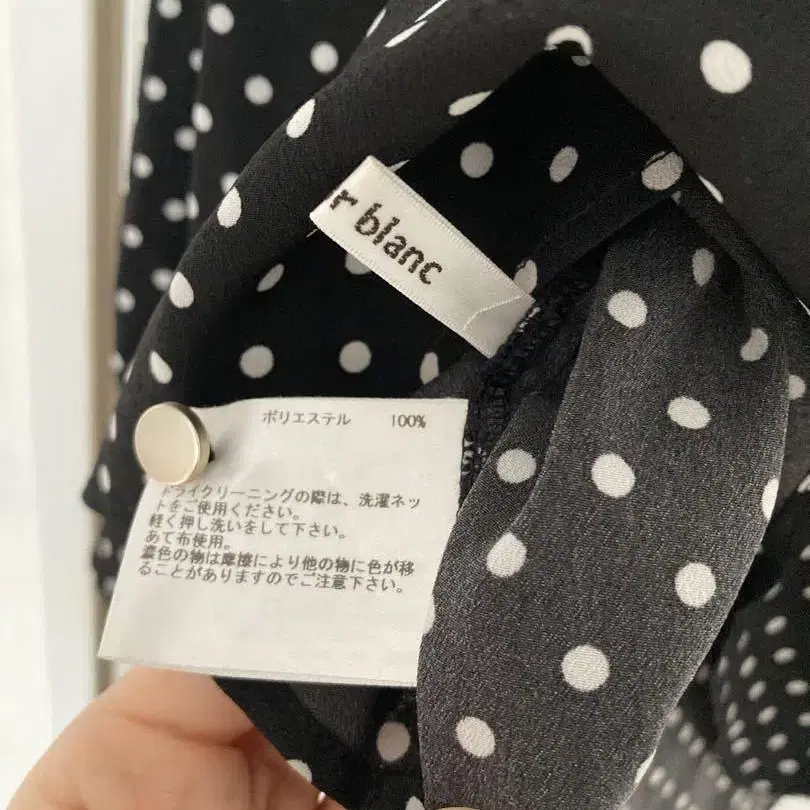 r blanc
ポリエステル 100%
ドライクリーニングの際は、洗濯ネッ
トをご使用ください。
軽く押し洗いをして下さい。
あて布使用。
濃色の物は摩擦により他の物に色が移
ることがありますのでご注意下さい。